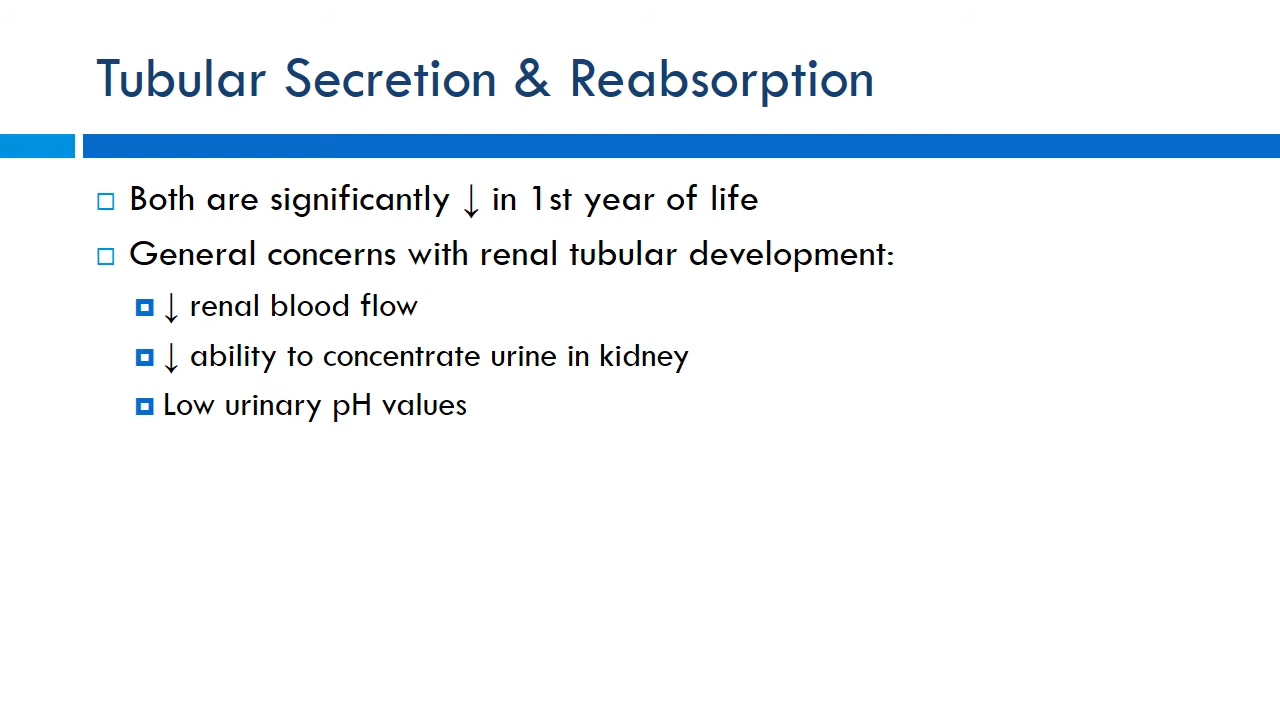 Tubular Secretion & Reabsorption
Both are significantly ↓ in 1st year of life
General concerns with renal tubular development:
↓ renal blood flow
↓ ability to concentrate urine in kidney
Low urinary pH values